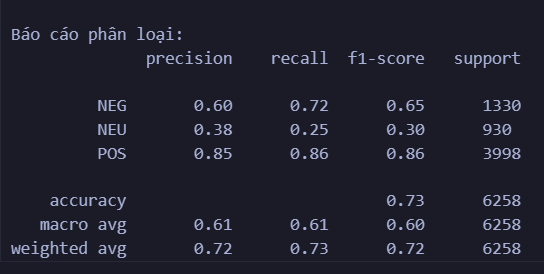 Báo cáo phân loại:
precision recall f1-score support
NEG 0.60 0.72 0.65 1330
NEU 0.38 0.25 0.30 930
POS 0.85 0.86 0.86 3998
accuracy 0.73 6258
macro avg 0.61 0.61 0.60 6258
weighted avg 0.72 0.73 0.72 6258